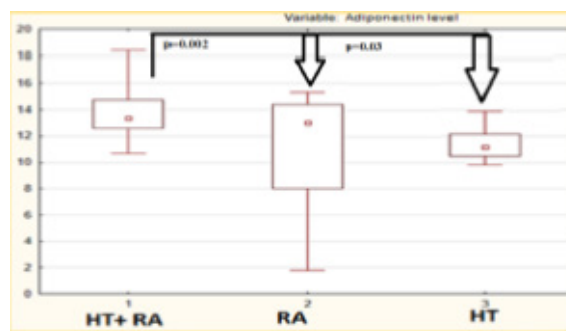 Variable: Adiponectin level
20
18
16
14
12
10
8
6
4
2
0
p=0.002
p=0.03
1
2
3
HT+ RA
RA
HT